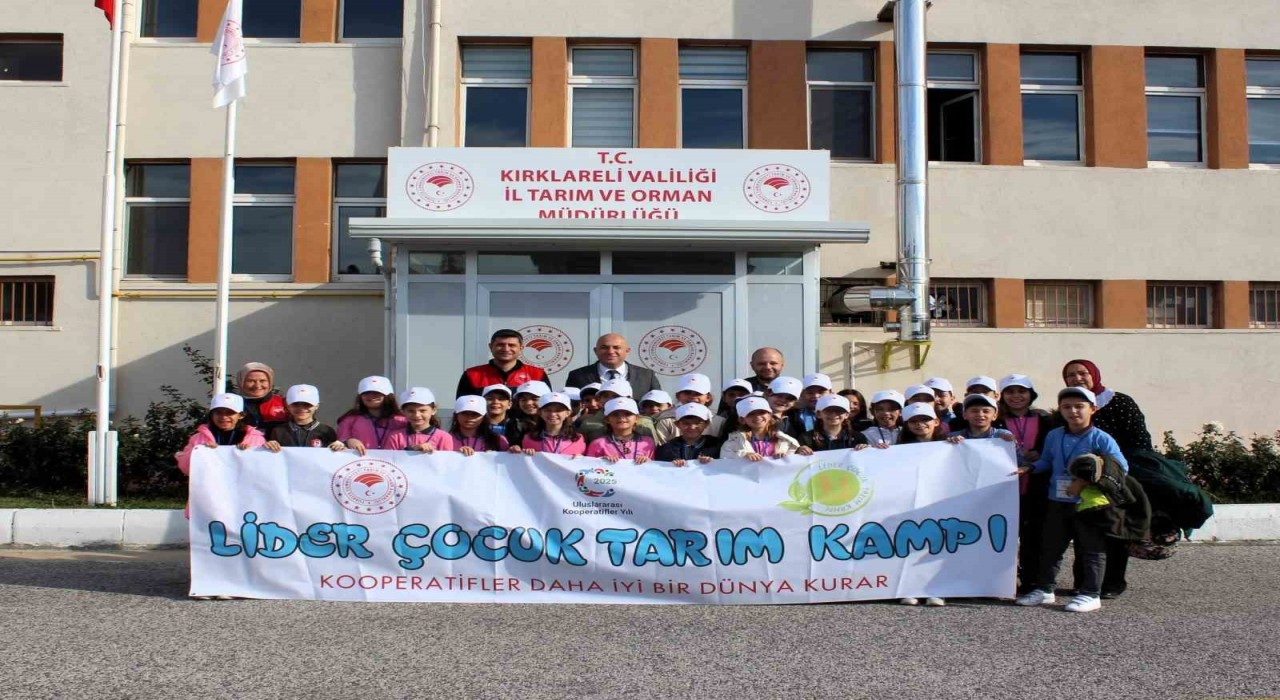 T.C.
KIRKLARELİ VALİLİĞİ
İL TARIM VE ORMAN
MÜDÜRLÜĞÜ
2025
Uluslararası
Kooperatifler Yılı
LİDER ÇOCUK TARIM KAMPI
KOOPERATİFLER DAHA İYİ BİR DÜNYA KURAR